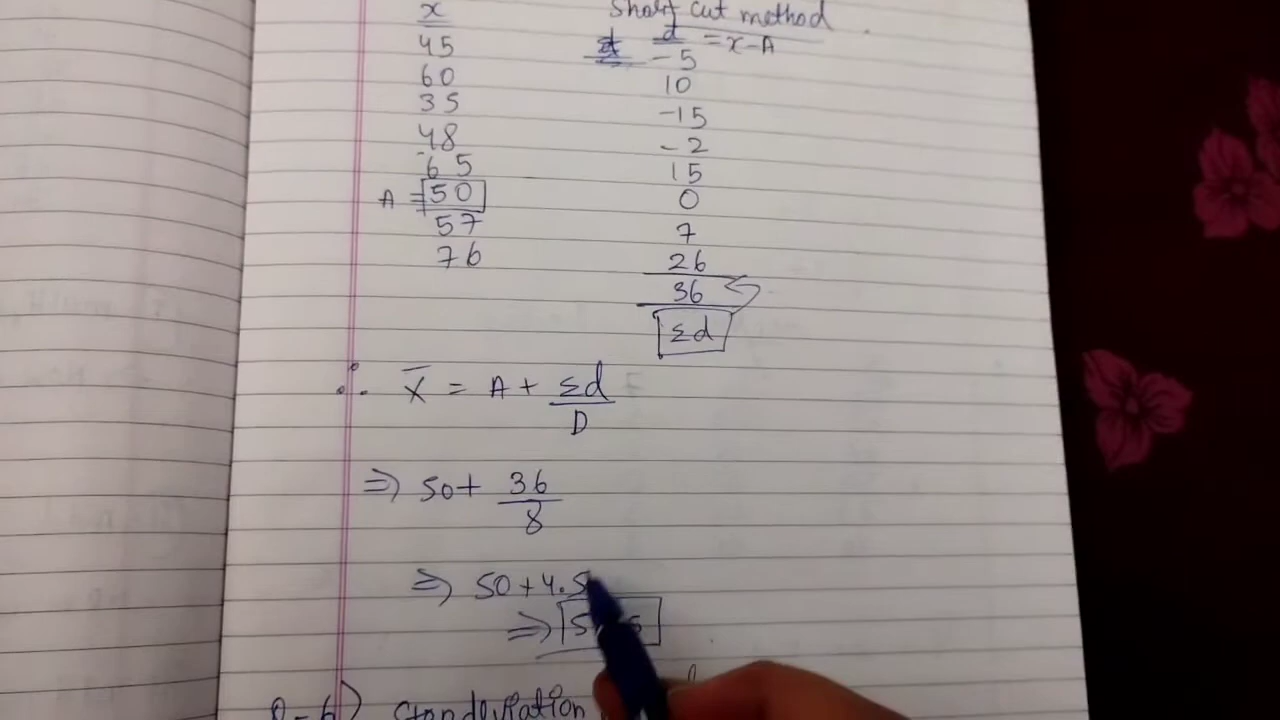 x Short cut method
45 d = x-A
-5
60 10
35 -15
48 -2
65 15
A = 50 0
57 7
76 26
36
Σd
∴ X̄ = A + Σd/D
⇒ 50+ 36/8
⇒ 50+4.5
⇒